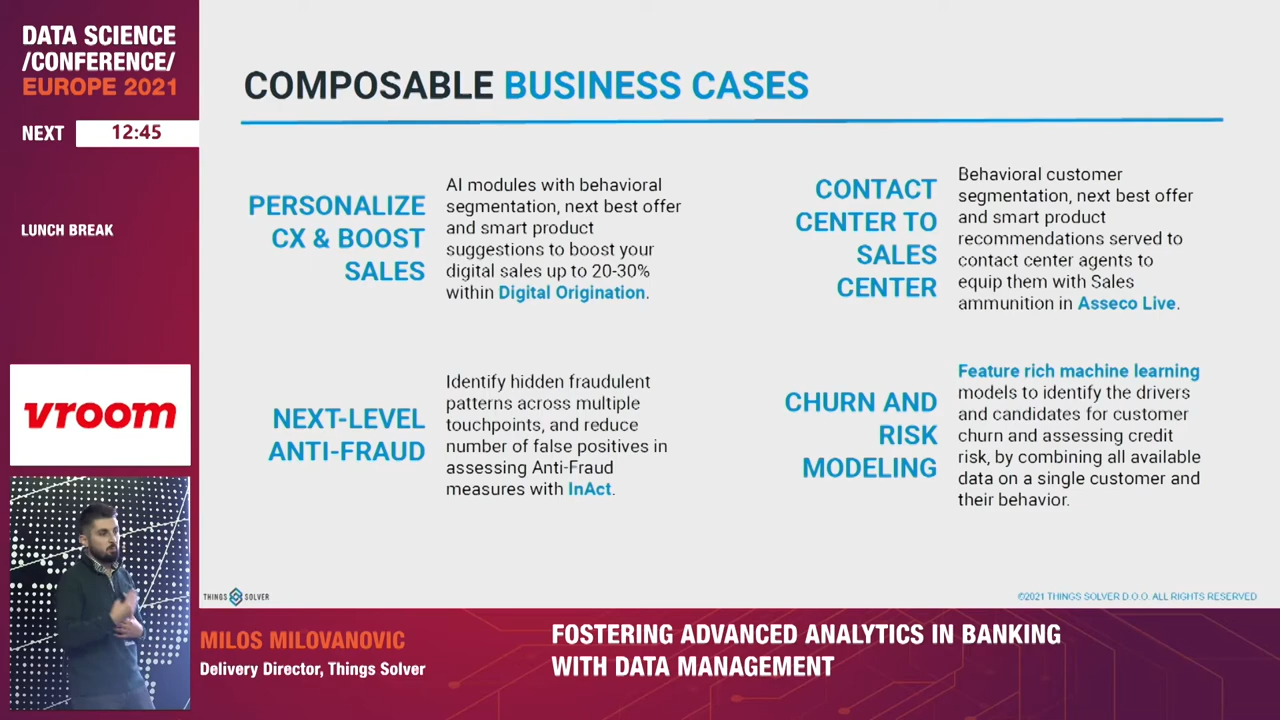 DATA SCIENCE
/CONFERENCE/
EUROPE 2021
NEXT 12:45
LUNCH BREAK
vroom
COMPOSABLE BUSINESS CASES
PERSONALIZE
CX & BOOST
SALES
AI modules with behavioral
segmentation, next best offer
and smart product
suggestions to boost your
digital sales up to 20-30%
within Digital Origination.
CONTACT
CENTER TO
SALES
CENTER
Behavioral customer
segmentation, next best offer
and smart product
recommendations served to
contact center agents to
equip them with Sales
ammunition in Asseco Live.
NEXT-LEVEL
ANTI-FRAUD
Identify hidden fraudulent
patterns across multiple
touchpoints, and reduce
number of false positives in
assessing Anti-Fraud
measures with InAct.
CHURN AND
RISK
MODELING
Feature rich machine learning
models to identify the drivers
and candidates for customer
churn and assessing credit
risk, by combining all available
data on a single customer and
their behavior.
THINGS SOLVER
©2021 THINGS SOLVER D.O.O. ALL RIGHTS RESERVED
MILOS MILOVANOVIC
Delivery Director, Things Solver
FOSTERING ADVANCED ANALYTICS IN BANKING
WITH DATA MANAGEMENT